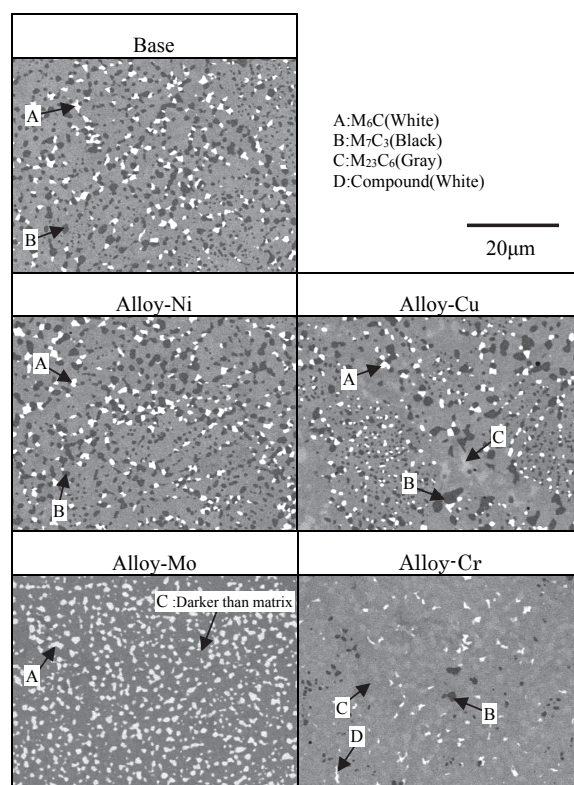 Base
A
B
A:M₆C(White)
B:M₇C₃(Black)
C:M₂₃C₆(Gray)
D:Compound(White)
20μm
Alloy-Ni
Alloy-Cu
A
B
A
C
B
Alloy-Mo
Alloy-Cr
C :Darker than matrix
A
C
B
D